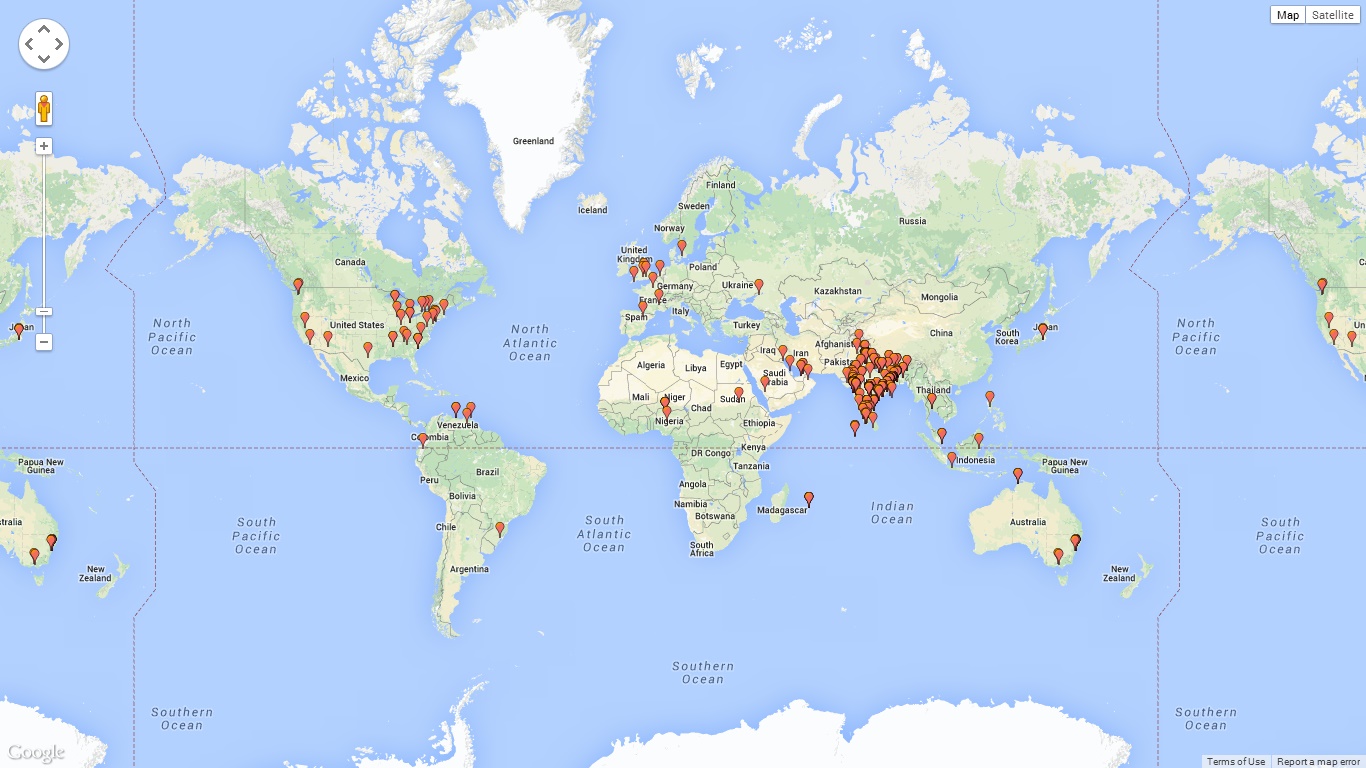 Map
Satellite
Greenland
Iceland
Finland
Sweden
Norway
Russia
United
Kingdom
Canada
Poland
Germany
Ukraine
Kazakhstan
Mongolia
France
Spain
Italy
Turkey
China
South
Korea
Japan
Japan
United States
North
Pacific
Ocean
North
Atlantic
Ocean
North
Pacific
Ocean
Afghanist
Iraq
Iran
Pakist
Algeria
Libya
Egypt
Saudi
Arabia
Mexico
Mali
Niger
Chad
Sudan
Thailand
Nigeria
Ethiopia
Venezuela
Colombia
DR Congo
Kenya
Tanzania
Indonesia
Papua New
Guinea
Papua New
Guinea
Peru
Brazil
Bolivia
Angola
Namibia
Botswana
Madagascar
Indian
Ocean
Australia
stralia
Chile
South
Pacific
Ocean
South
Atlantic
Ocean
South
Pacific
Ocean
South
Africa
Argentina
New
Zealand
New
Zealand
Southern
Ocean
Southern
Ocean
Southern
Ocean
United
Ca
Google
Terms of Use
Report a map error